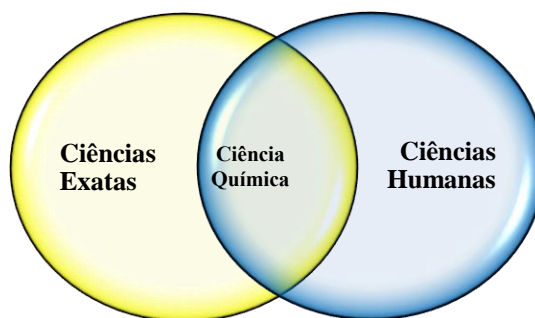 Ciências
Exatas
Ciência
Química
Ciências
Humanas